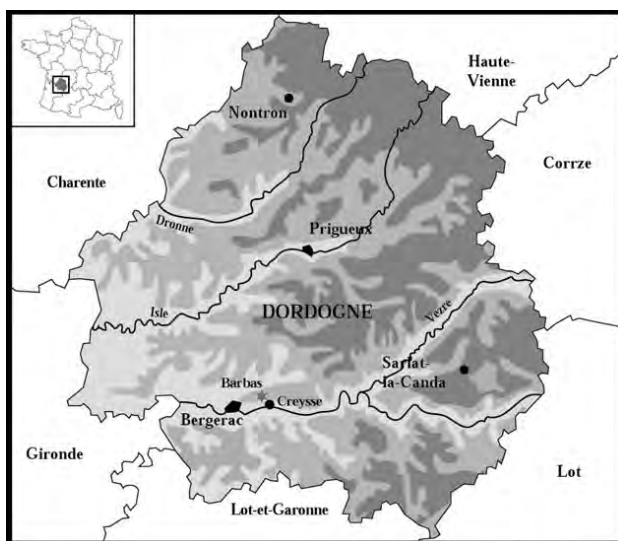 Haute-
Vienne
Nontron
Corrze
Charente
Dronne
Prigueux
Isle
DORDOGNE
Vezre
Sarlat-
la-Canda
Barbas
Creysse
Bergerac
Gironde
Lot
Lot-et-Garonne